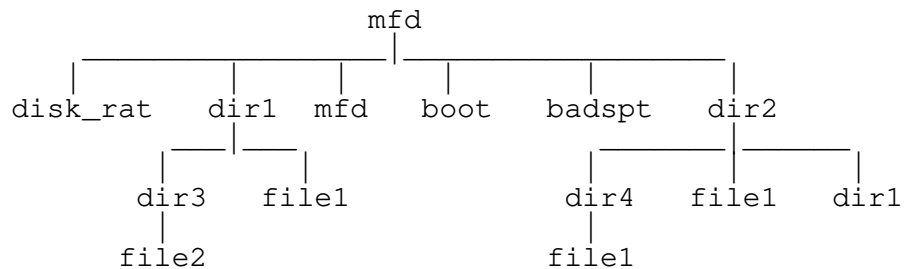 mfd
disk_rat dir1 mfd boot badspt dir2
dir3 file1 dir4 file1 dir1
file2 file1